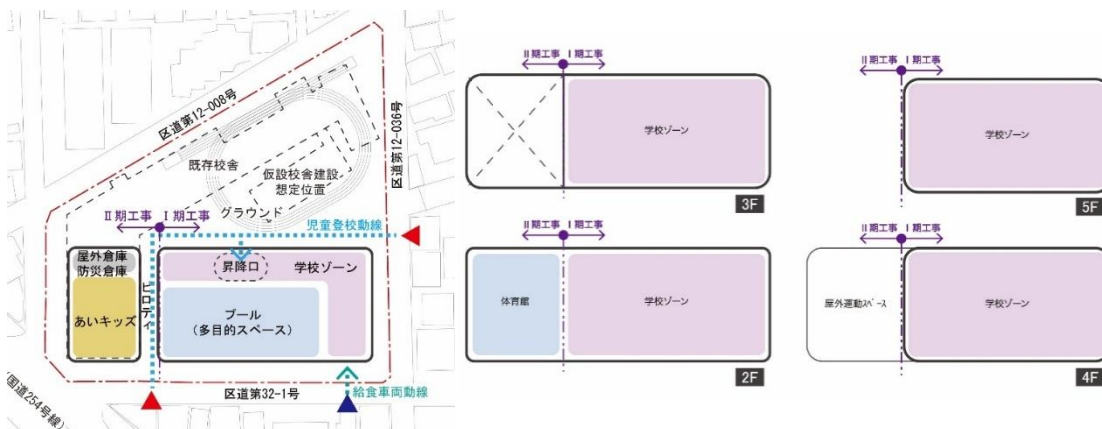 区道第12-008号
区道第12-036号
既存校舎
仮設校舎建設
想定位置
グラウンド
Ⅱ期工事
Ⅰ期工事
児童登校動線
屋外倉庫
防災倉庫
あいキッズ
ピロティ
昇降口
学校ゾーン
プール
(多目的スペース)
給食車両動線
区道第32-1号
(国道254号線)
Ⅱ期工事
Ⅰ期工事
学校ゾーン
3F
Ⅱ期工事
Ⅰ期工事
学校ゾーン
5F
Ⅱ期工事
Ⅰ期工事
体育館
学校ゾーン
2F
Ⅱ期工事
Ⅰ期工事
屋外運動スペース
学校ゾーン
4F